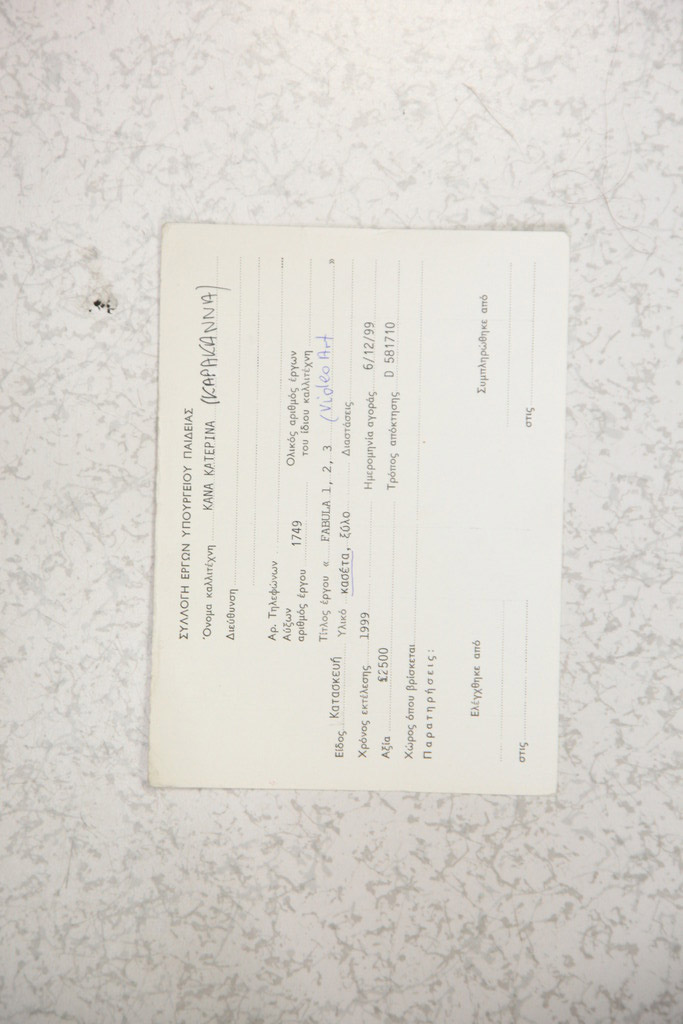 ΣΥΛΛΟΓΗ ΕΡΓΩΝ ΥΠΟΥΡΓΕΙΟΥ ΠΑΙΔΕΙΑΣ
Όνομα καλλιτέχνη ΚΑΝΑ ΚΑΤΕΡΙΝΑ (ΚΑΡΑΚΑΝΝΑ)
Διεύθυνση
Αρ. Τηλεφώνων
Αύξων αριθμός έργου 1749 Ολικός αριθμός έργων του ίδιου καλλιτέχνη
Τίτλος έργου « FABULA 1, 2, 3 (Video Art »
Είδος Κατασκευή Υλικό κασέτα, ξύλο Διαστάσεις
Χρόνος εκτέλεσης 1999 Ημερομηνία αγοράς 6/12/99
Αξία £2500 Τρόπος απόκτησης D 581710
Χώρος όπου βρίσκεται
Παρατηρήσεις:
Ελέγχθηκε από Συμπληρώθηκε από
στις στις